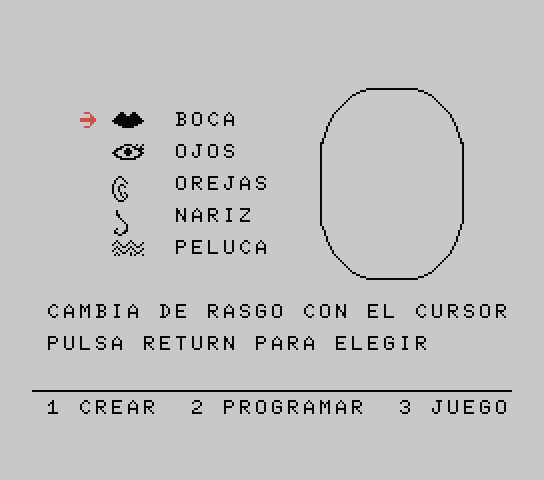 BOCA
OJOS
OREJAS
NARIZ
PELUCA
CAMBIA DE RASGO CON EL CURSOR
PULSA RETURN PARA ELEGIR
1 CREAR 2 PROGRAMAR 3 JUEGO